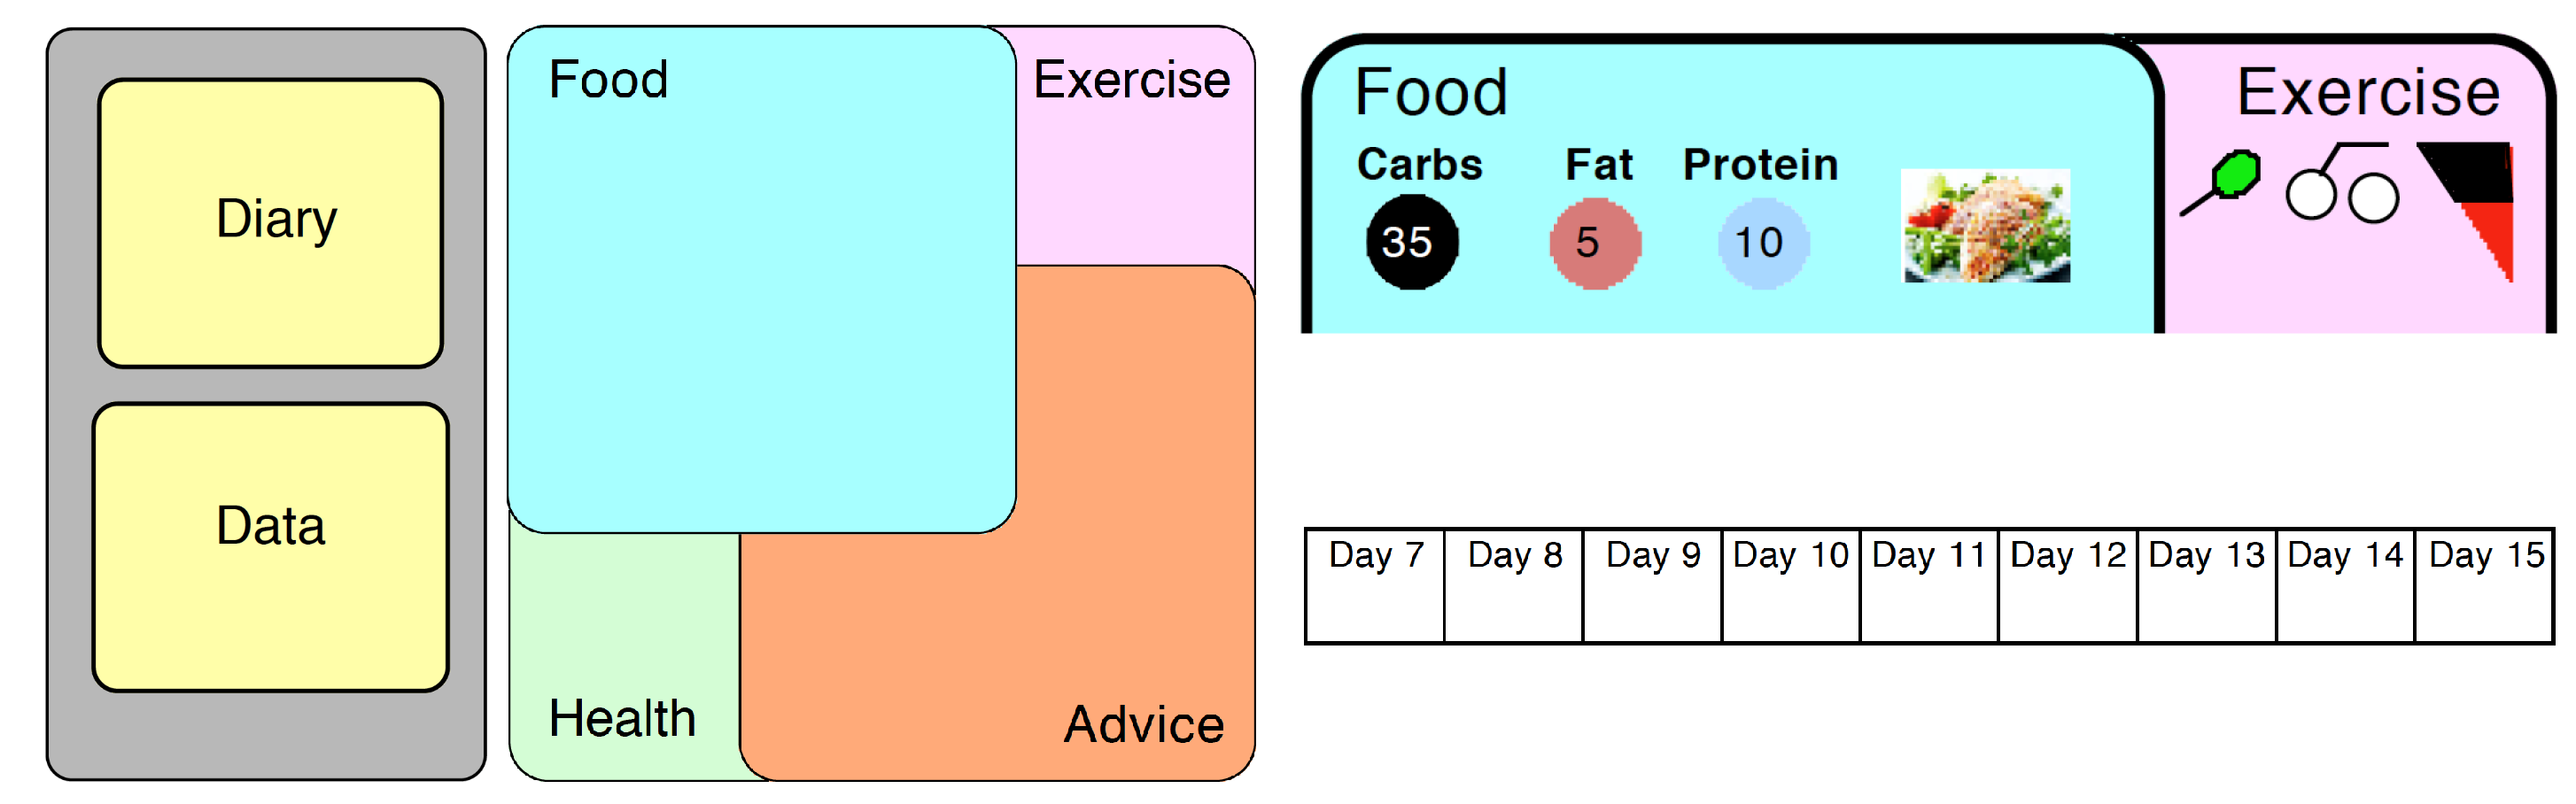 Diary
Data
Food
Exercise
Health
Advice
Food
Exercise
Carbs Fat Protein
35 5 10
Day 7 Day 8 Day 9 Day 10 Day 11 Day 12 Day 13 Day 14 Day 15